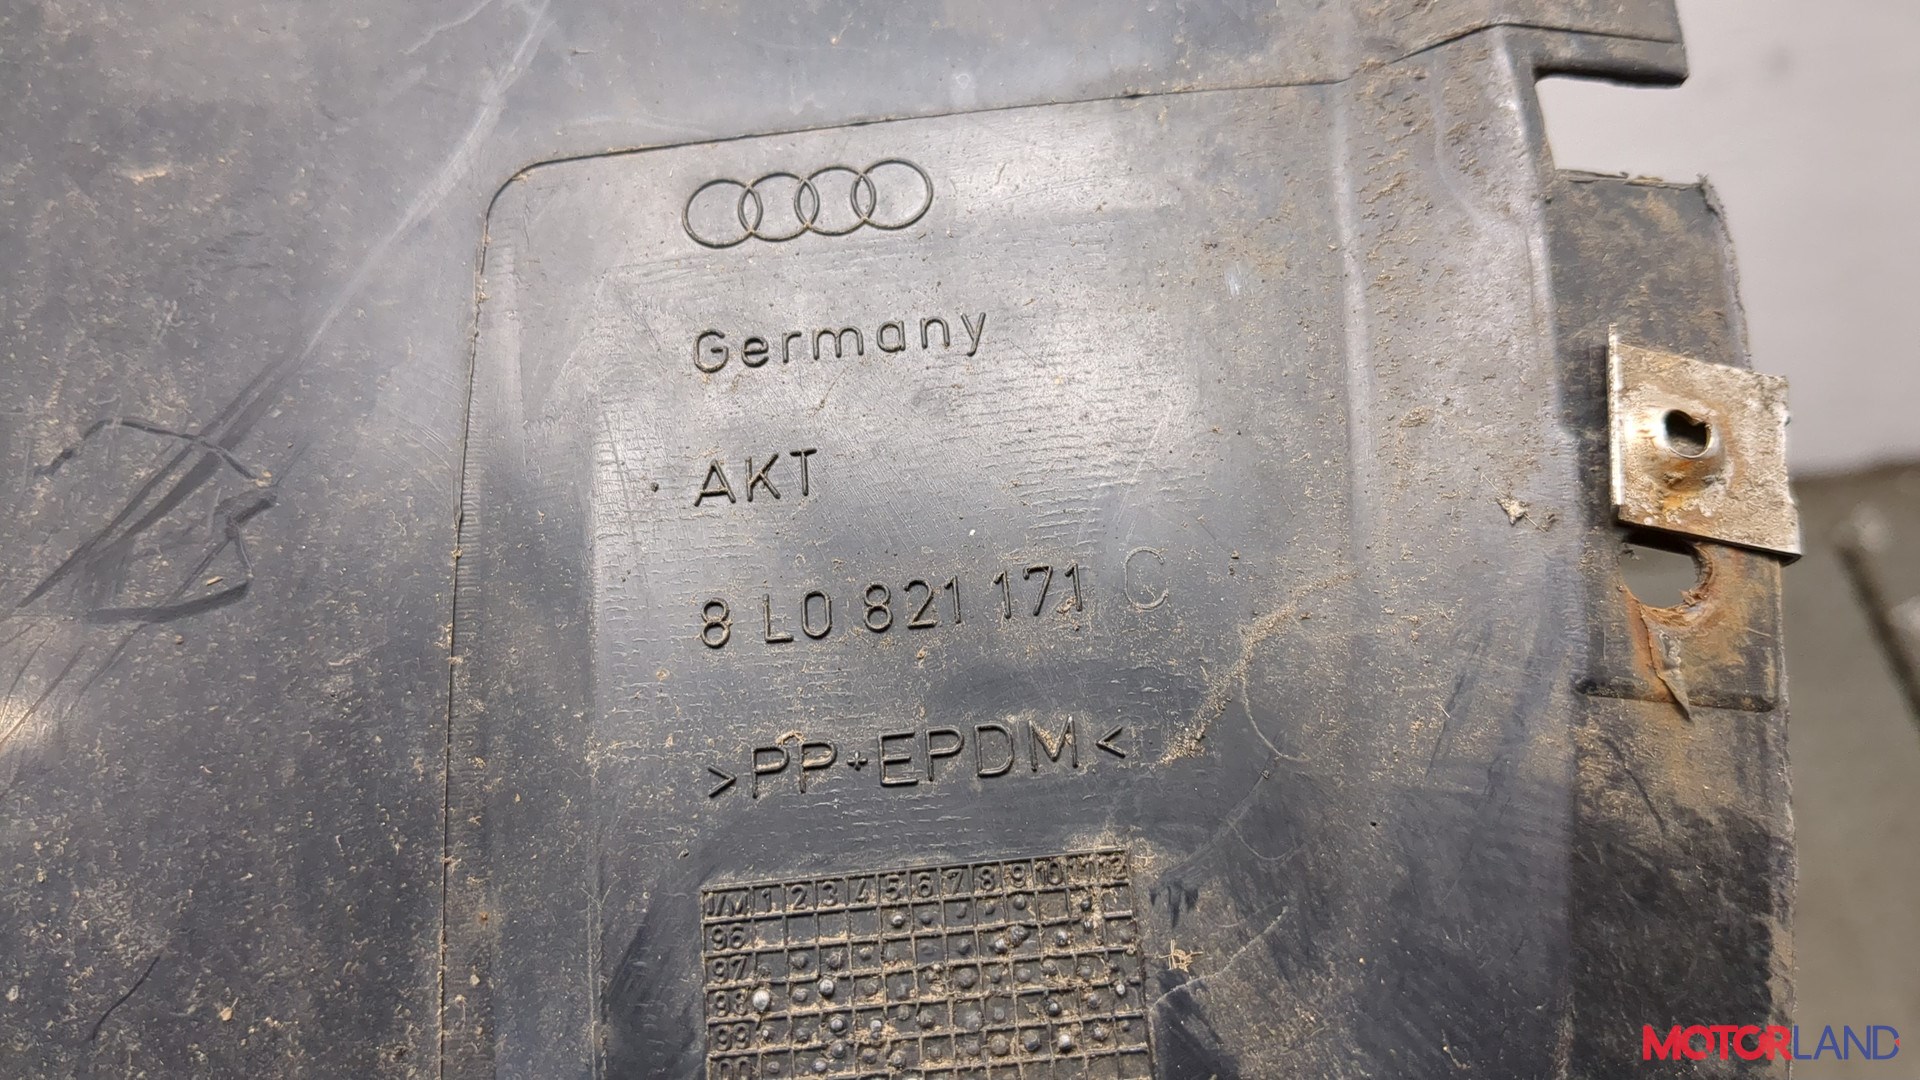 Germany
AKT
8 L0 821 171 C
>PP+EPDM<
J/M 1 2 3 4 5 6 7 8 9 10 11 12
96
97
98
99
00
MOTORLAND